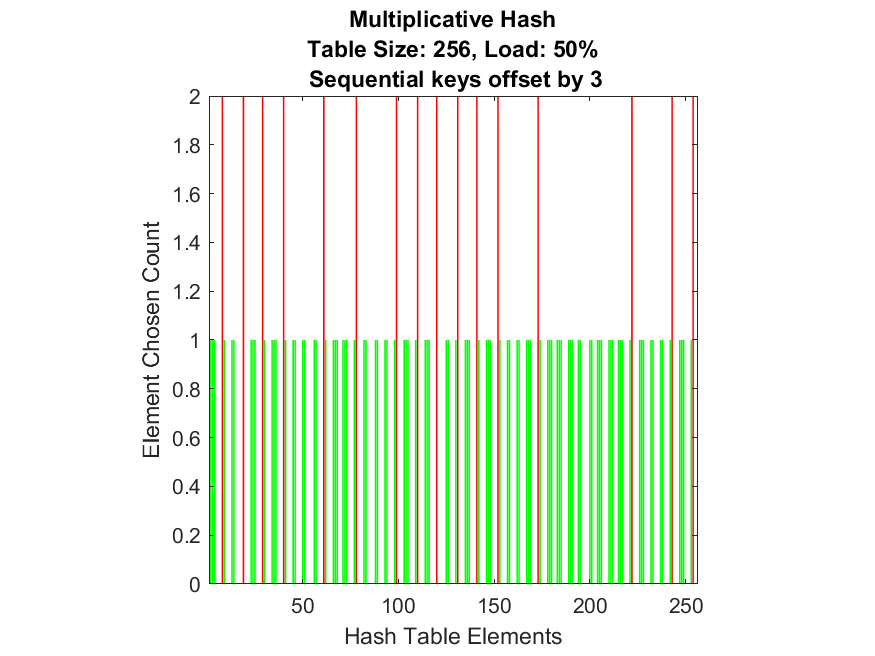 Multiplicative Hash
Table Size: 256, Load: 50%
Sequential keys offset by 3
2
1.8
1.6
1.4
1.2
1
0.8
0.6
0.4
0.2
0
Element Chosen Count
50 100 150 200 250
Hash Table Elements